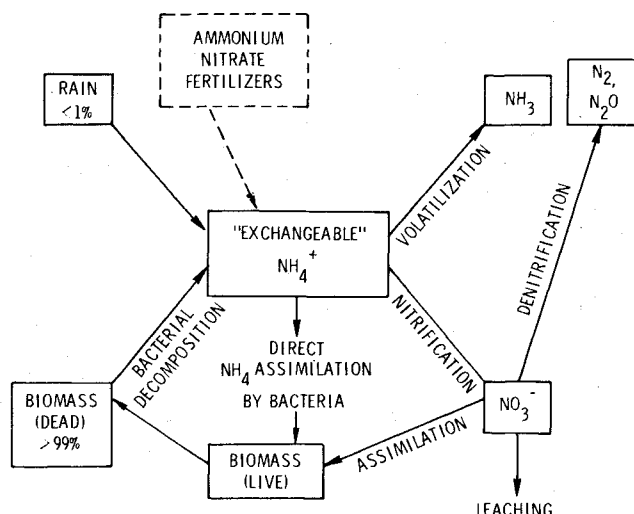 AMMONIUM
NITRATE
FERTILIZERS
RAIN
<1%
NH3
N2,
N2O
"EXCHANGEABLE"
NH4+
VOLATILIZATION
DENITRIFICATION
NITRIFICATION
BACTERIAL
DECOMPOSITION
DIRECT
NH4 ASSIMILATION
BY BACTERIA
BIOMASS
(DEAD)
>99%
BIOMASS
(LIVE)
ASSIMILATION
NO3-
LEACHING